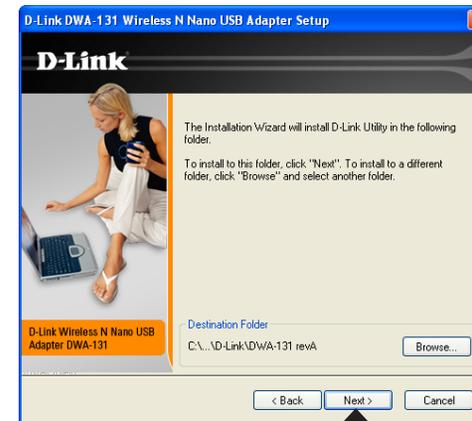 D-Link DWA-131 Wireless N Nano USB Adapter Setup
D-Link
The Installation Wizard will install D-Link Utility in the following
folder.
To install to this folder, click "Next". To install to a different
folder, click "Browse" and select another folder.
D-Link Wireless N Nano USB
Adapter DWA-131
Destination Folder
C:\...\D-Link\DWA-131 revA
Browse...
< Back
Next >
Cancel